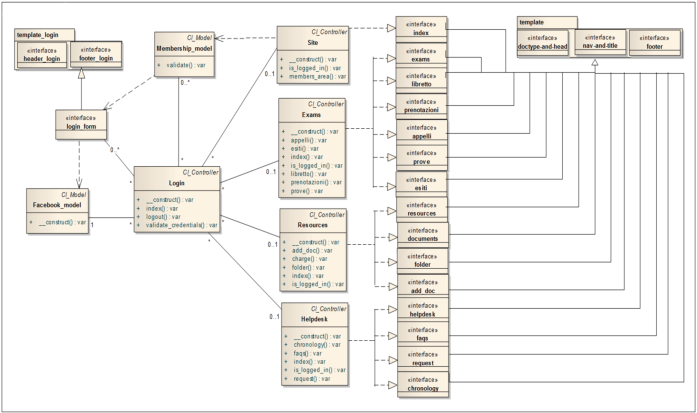 template_login
«interface»
header_login
«interface»
footer_login
«interface»
login_form
0..*
CI_Model
Facebook_model
+ __construct() : var
1
*
CI_Model
Membership_model
+ validate() : var
0..*
*
CI_Controller
Login
+ __construct() : var
+ index() : var
+ logout() : var
+ validate_credentials() : var
*
*
*
*
*
CI_Controller
Site
+ __construct() : var
+ is_logged_in() : var
+ members_area() : var
0..1
CI_Controller
Exams
+ __construct() : var
+ appelli() : var
+ esiti() : var
+ index() : var
+ is_logged_in() : var
+ libretto() : var
+ prenotazioni() : var
+ prove() : var
0..1
CI_Controller
Resources
+ __construct() : var
+ add_doc() : var
+ charge() : var
+ folder() : var
+ index() : var
+ is_logged_in() : var
0..1
CI_Controller
Helpdesk
+ __construct() : var
+ chronology() : var
+ faqs() : var
+ index() : var
+ is_logged_in() : var
+ request() : var
0..1
«interface»
index
«interface»
exams
«interface»
libretto
«interface»
prenotazioni
«interface»
appelli
«interface»
prove
«interface»
esiti
«interface»
resources
«interface»
documents
«interface»
folder
«interface»
add_doc
«interface»
helpdesk
«interface»
faqs
«interface»
request
«interface»
chronology
template
«interface»
doctype-and-head
«interface»
nav-and-title
«interface»
footer